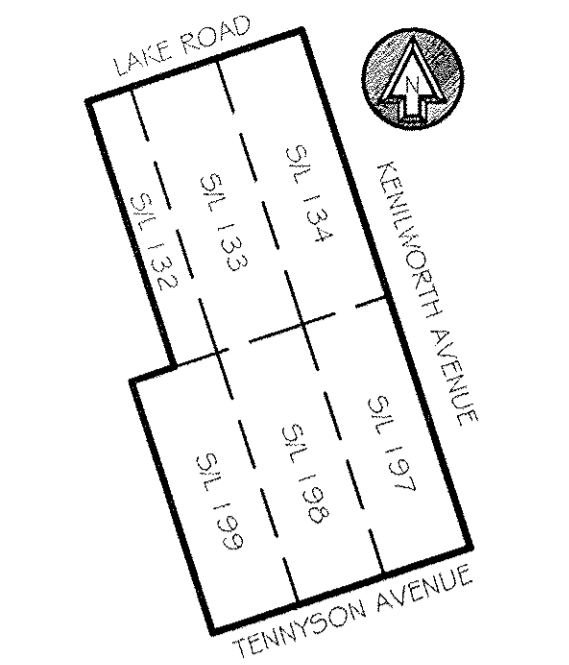 LAKE ROAD
N
S/L 132
S/L 133
S/L 134
KENILWORTH AVENUE
S/L 199
S/L 198
S/L 197
TENNYSON AVENUE